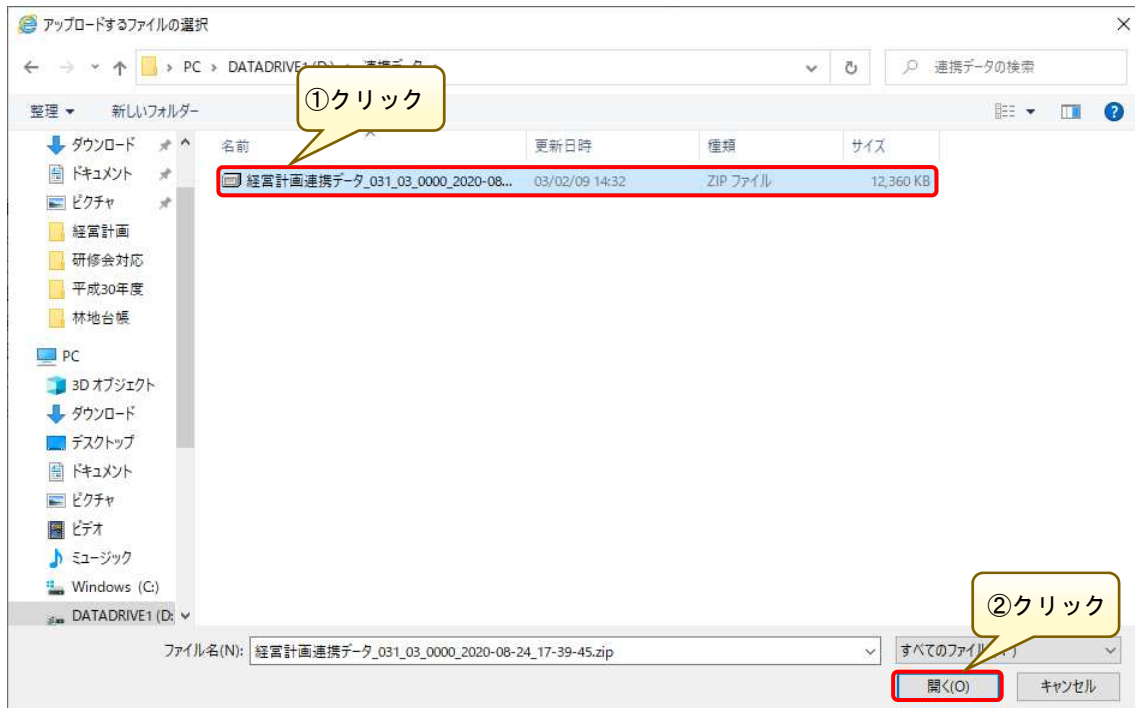 アップロードするファイルの選択
PC > DATADRIVE1 (D:) > 連携データ
連携データの検索
①クリック
整理
新しいフォルダー
名前
更新日時
種類
サイズ
経営計画連携データ_031_03_0000_2020-08... 03/02/09 14:32 ZIP ファイル 12,360 KB
ダウンロード
ドキュメント
ピクチャ
経営計画
研修会対応
平成30年度
林地台帳
PC
3D オブジェクト
ダウンロード
デスクトップ
ドキュメント
ピクチャ
ビデオ
ミュージック
Windows (C:)
DATADRIVE1 (D:
②クリック
ファイル名(N): 経営計画連携データ_031_03_0000_2020-08-24_17-39-45.zip
すべてのファイル
開く(O)
キャンセル